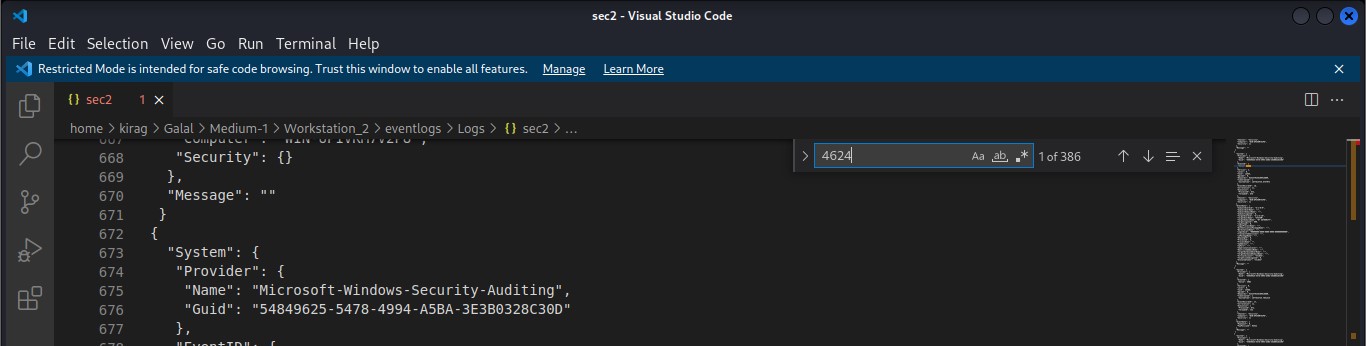 sec2 - Visual Studio Code
File Edit Selection View Go Run Terminal Help
Restricted Mode is intended for safe code browsing. Trust this window to enable all features. Manage Learn More
{} sec2 1
home > kirag > Galal > Medium-1 > Workstation_2 > eventlogs > Logs > {} sec2 > ...
4624 Aa ab .* 1 of 386
668 "Security": {}
669 },
670 "Message": ""
671 }
672 {
673 "System": {
674 "Provider": {
675 "Name": "Microsoft-Windows-Security-Auditing",
676 "Guid": "54849625-5478-4994-A5BA-3E3B0328C30D"
677 },
678 "EventID": {